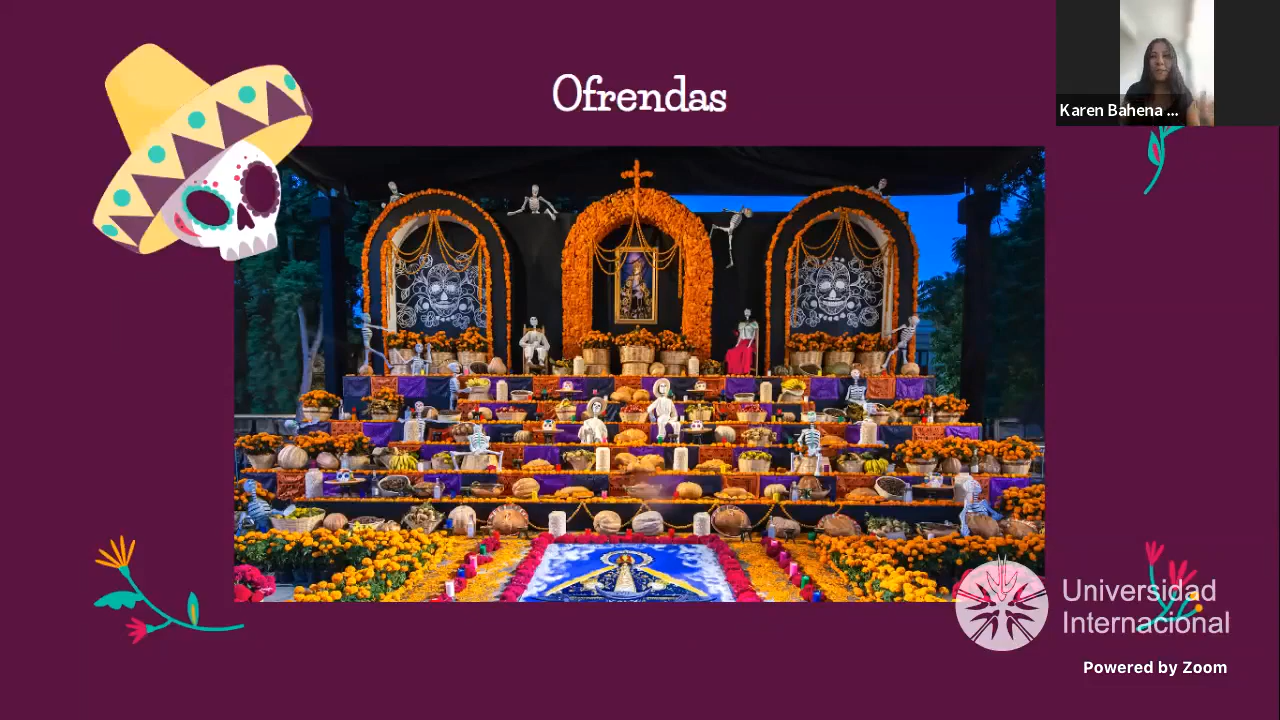 Ofrendas
Karen Bahena ...
Universidad
Internacional
Powered by Zoom